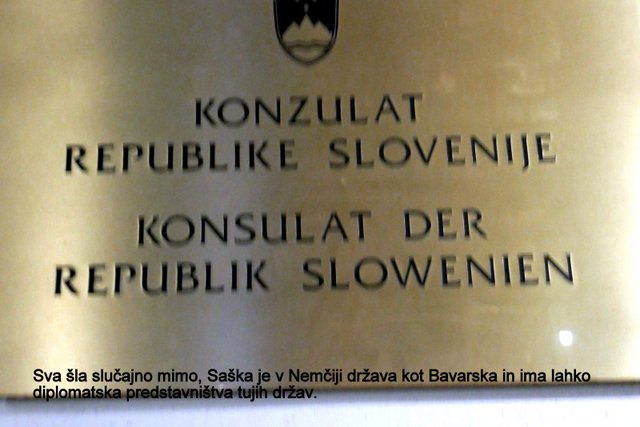 KONZULAT
REPUBLIKE SLOVENIJE
KONSULAT DER
REPUBLIK SLOWENIEN
Sva šla slučajno mimo, Saška je v Nemčiji država kot Bavarska in ima lahko
diplomatska predstavništva tujih držav.